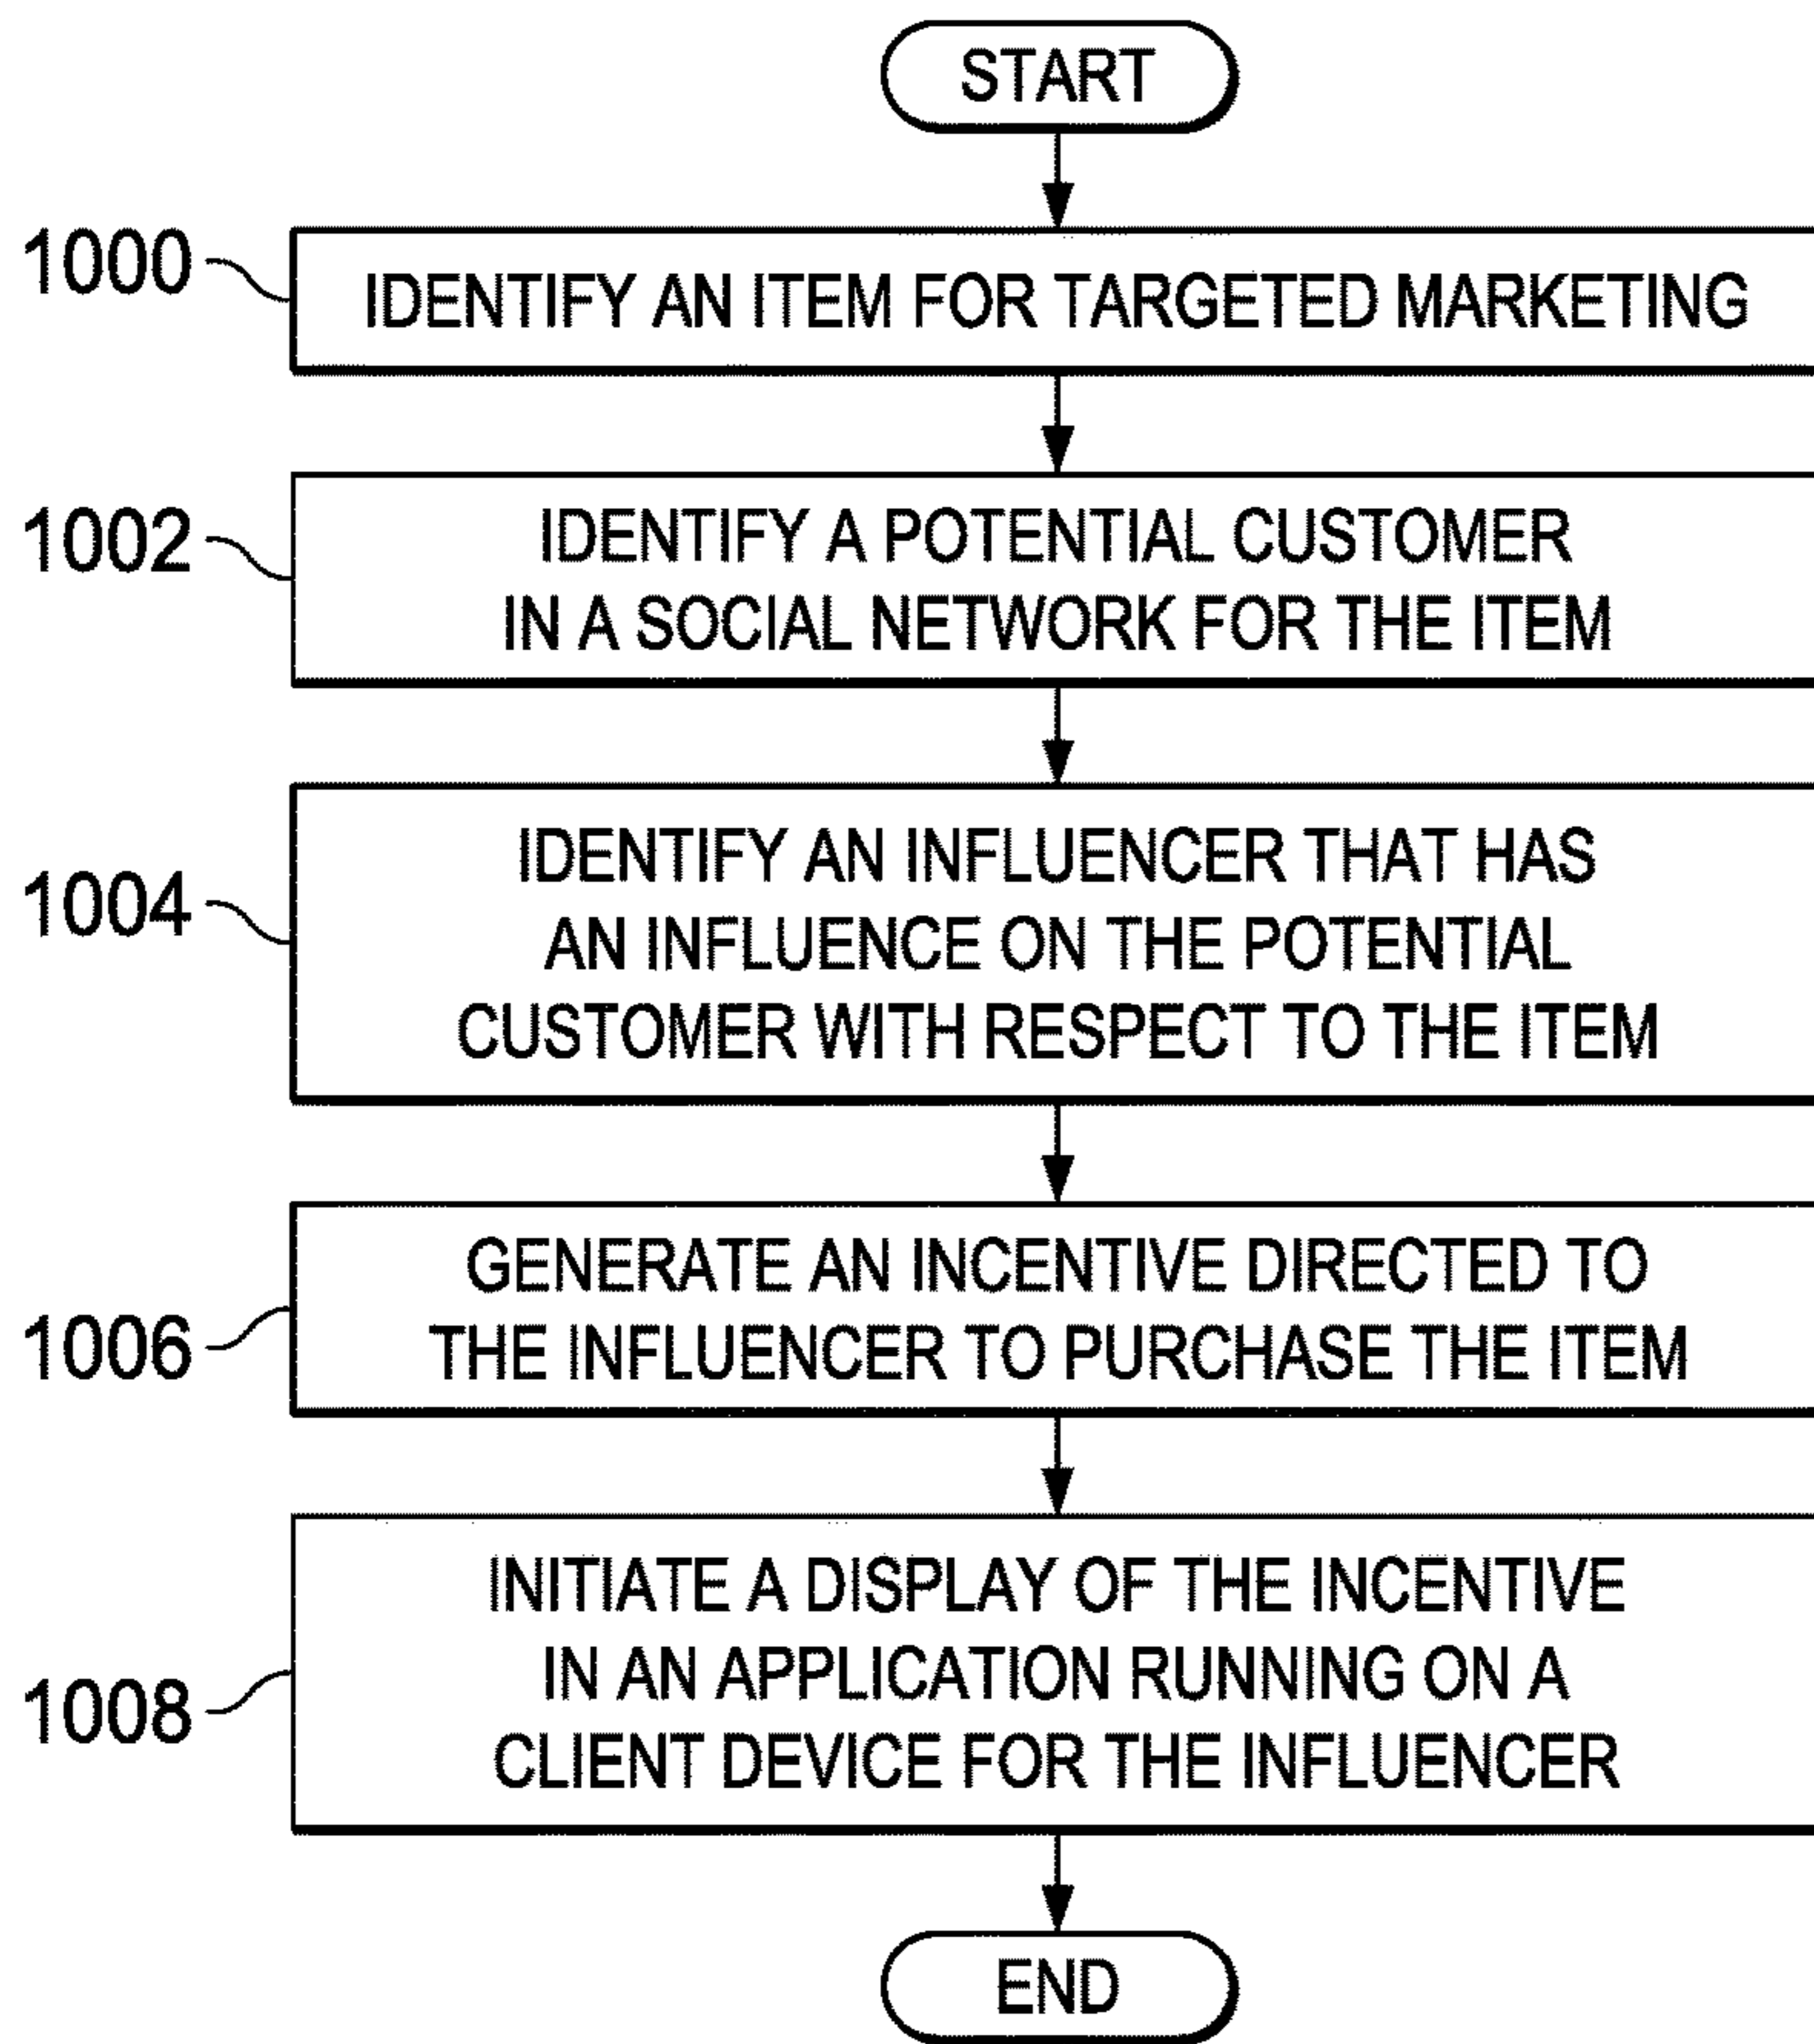 START
1000
IDENTIFY AN ITEM FOR TARGETED MARKETING
1002
IDENTIFY A POTENTIAL CUSTOMER
IN A SOCIAL NETWORK FOR THE ITEM
1004
IDENTIFY AN INFLUENCER THAT HAS
AN INFLUENCE ON THE POTENTIAL
CUSTOMER WITH RESPECT TO THE ITEM
1006
GENERATE AN INCENTIVE DIRECTED TO
THE INFLUENCER TO PURCHASE THE ITEM
1008
INITIATE A DISPLAY OF THE INCENTIVE
IN AN APPLICATION RUNNING ON A
CLIENT DEVICE FOR THE INFLUENCER
END